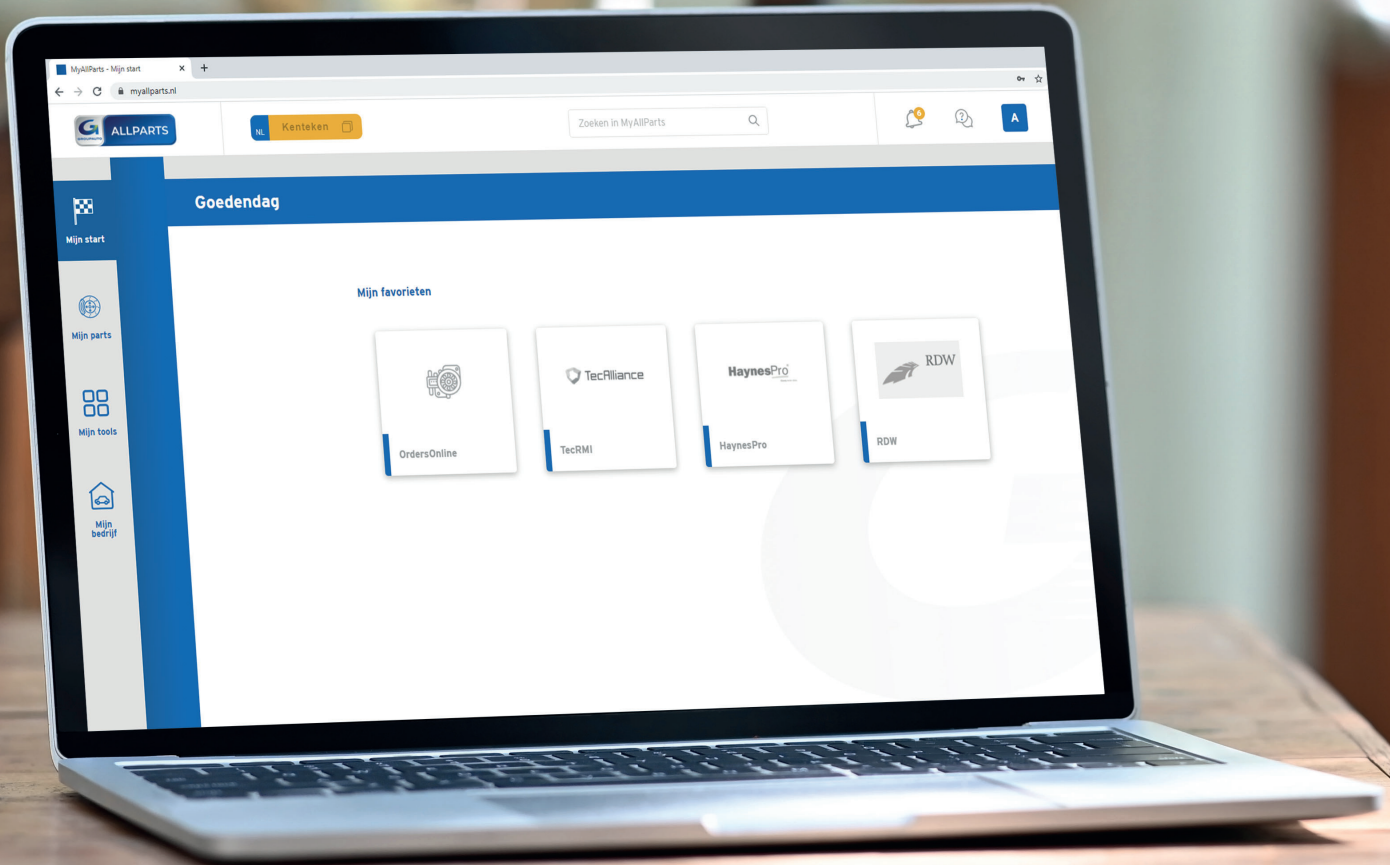 MyAllParts - Mijn start
myallparts.nl
G
ALLPARTS
NL Kenteken
Zoeken in MyAllParts
6
A
Goedendag
Mijn start
Mijn parts
Mijn tools
Mijn
bedrijf
Mijn favorieten
OrdersOnline
TecAlliance
TecRMI
HaynesPro
HaynesPro
RDW
RDW